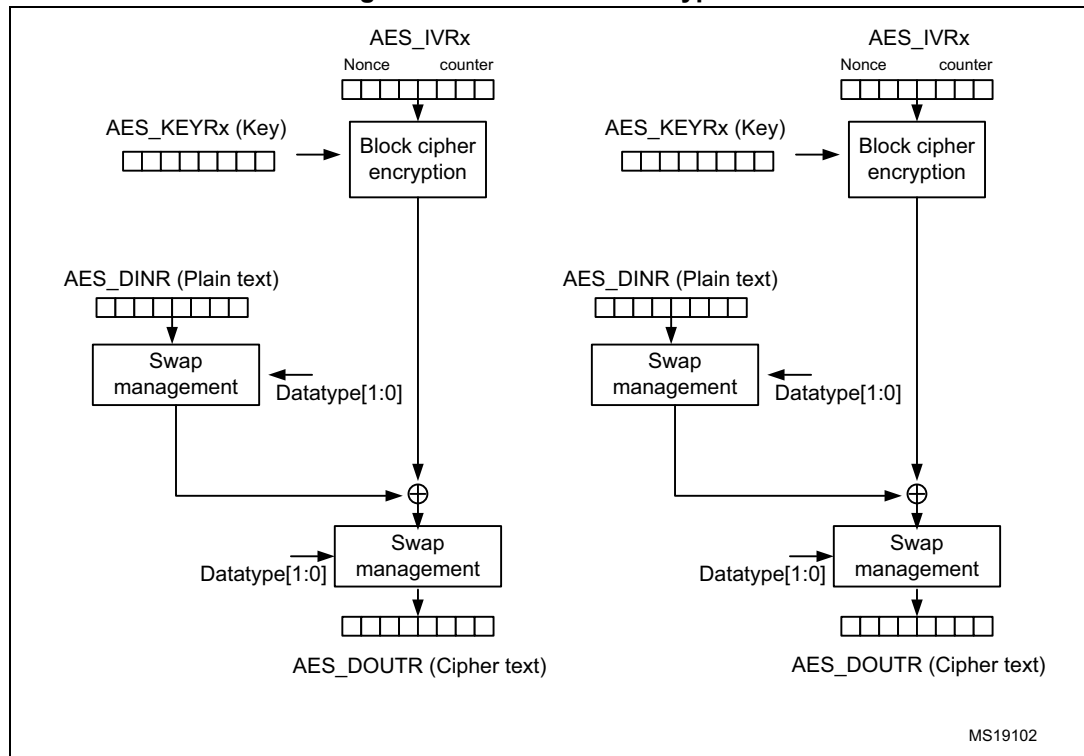 AES_IVRx
Nonce counter
AES_KEYRx (Key)
Block cipher
encryption
AES_DINR (Plain text)
Swap
management
Datatype[1:0]
Swap
management
Datatype[1:0]
AES_DOUTR (Cipher text)
AES_IVRx
Nonce counter
AES_KEYRx (Key)
Block cipher
encryption
AES_DINR (Plain text)
Swap
management
Datatype[1:0]
Swap
management
Datatype[1:0]
AES_DOUTR (Cipher text)
MS19102